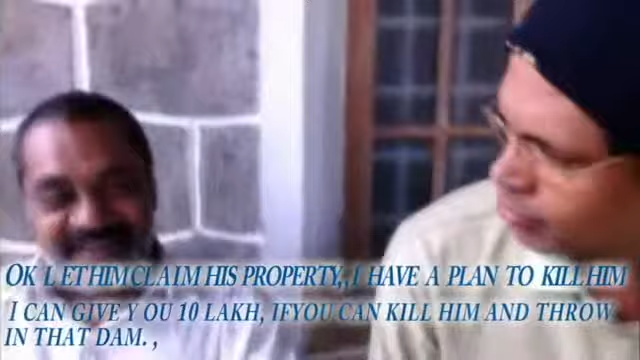 OK L ET HIM CLAIM HIS PROPERTY,, I HAVE A PLAN TO KILL HIM
I CAN GIVE Y OU 10 LAKH, IFYOU CAN KILL HIM AND THROW
IN THAT DAM. ,